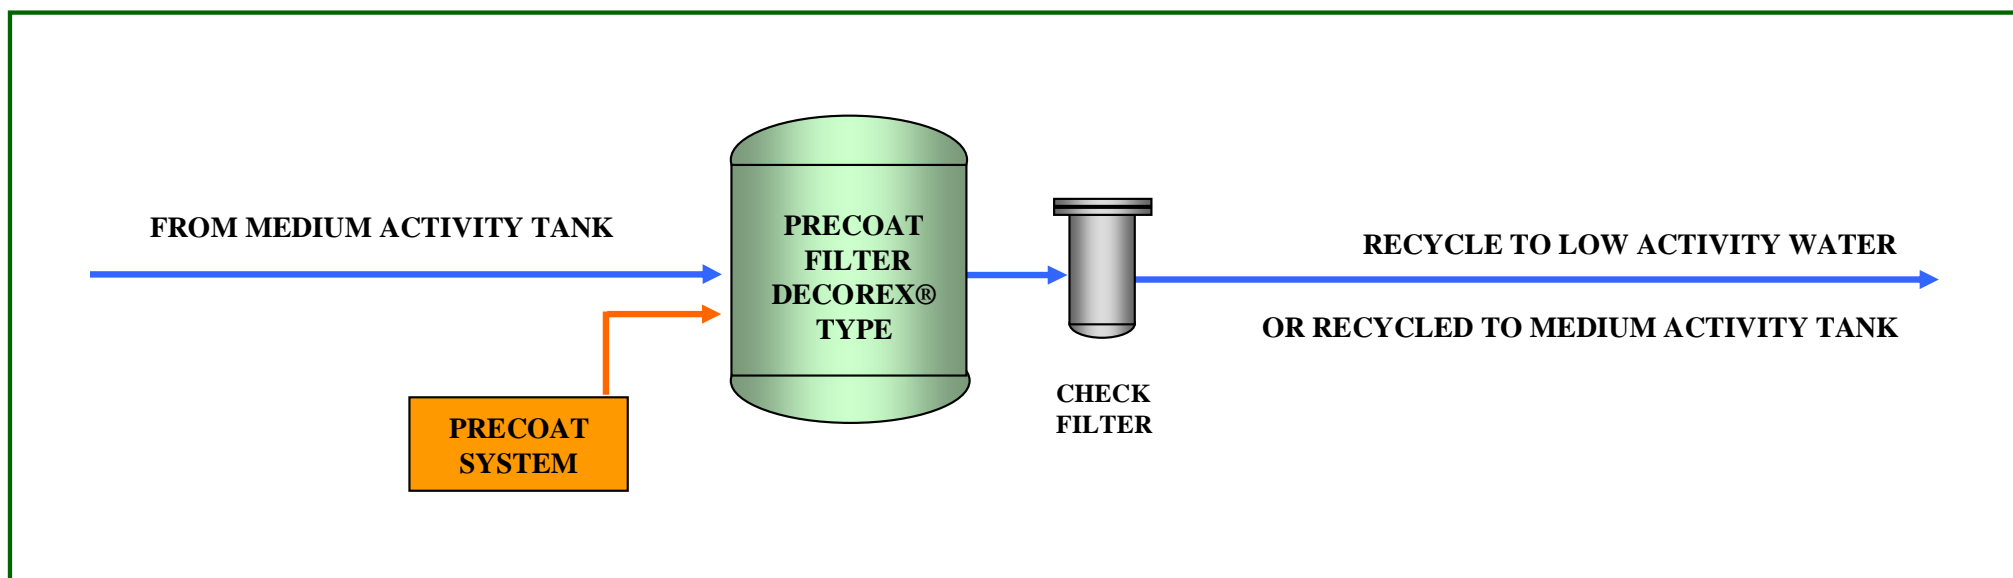 FROM MEDIUM ACTIVITY TANK
PRECOAT
FILTER
DECOREX®
TYPE
RECYCLE TO LOW ACTIVITY WATER
OR RECYCLED TO MEDIUM ACTIVITY TANK
CHECK
FILTER
PRECOAT
SYSTEM